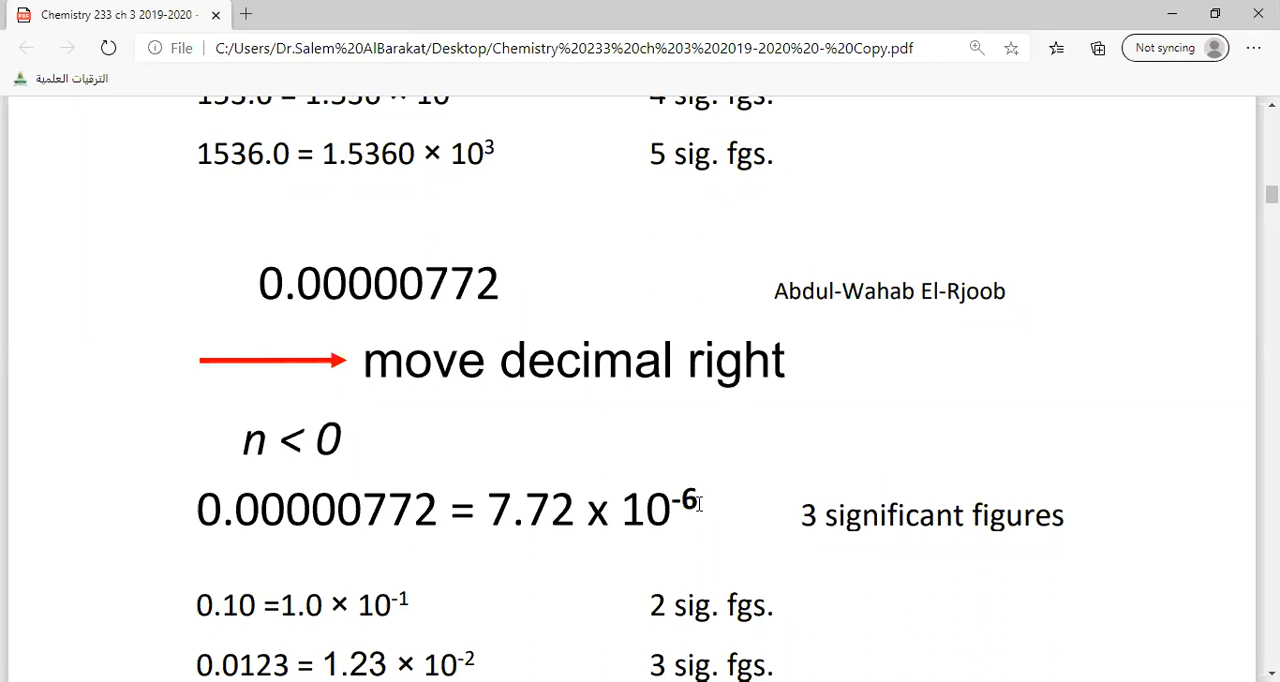 Chemistry 233 ch 3 2019-2020 -
File
C:/Users/Dr.Salem%20AlBarakat/Desktop/Chemistry%20233%20ch%203%202019-2020%20-%20Copy.pdf
Not syncing
الترقيات العلمية
4 sig. fgs.
1536.0 = 1.5360 × 10³ 5 sig. fgs.
0.00000772 Abdul-Wahab El-Rjoob
move decimal right
n < 0
0.00000772 = 7.72 x 10⁻⁶ 3 significant figures
0.10 =1.0 × 10⁻¹ 2 sig. fgs.
0.0123 = 1.23 × 10⁻² 3 sig. fgs.